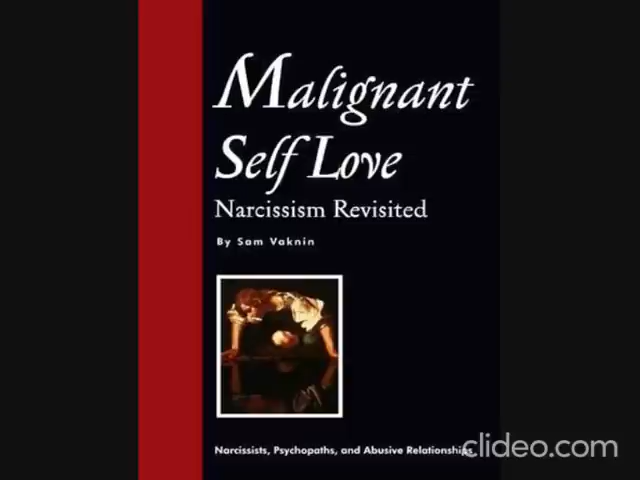 Malignant
Self Love
Narcissism Revisited
By Sam Vaknin
Narcissists, Psychopaths, and Abusive Relationships
clideo.com